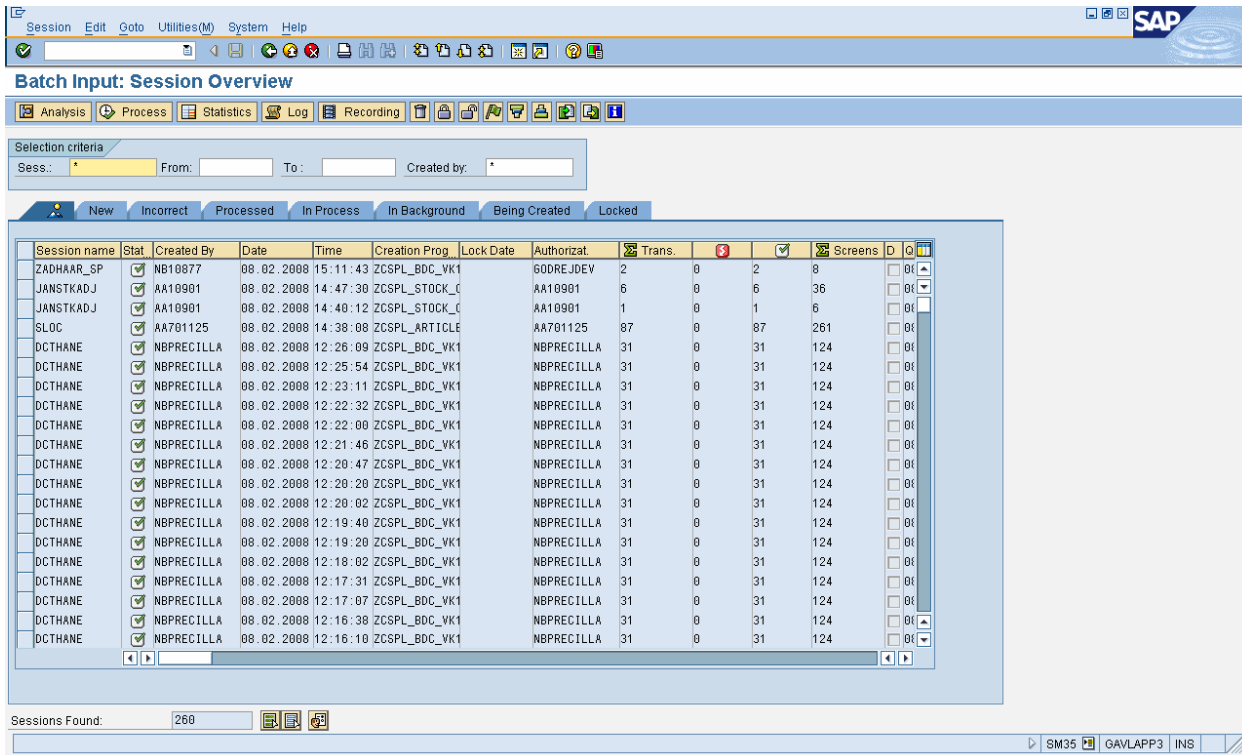 Session Edit Goto Utilities(M) System Help
SAP
Batch Input: Session Overview
Analysis Process Statistics Log Recording
Selection criteria
Sess.: * From: To : Created by: *
New Incorrect Processed In Process In Background Being Created Locked
Session name Stat Created By Date Time Creation Prog Lock Date Authorizat. Trans. Screens D Q
ZADHAAR_SP NB10877 08.02.2008 15:11:43 ZCSPL_BDC_VK1 GODREJDEV 2 0 2 8
JANSTKADJ AA10901 08.02.2008 14:47:30 ZCSPL_STOCK_ AA10901 6 0 6 36
JANSTKADJ AA10901 08.02.2008 14:40:12 ZCSPL_STOCK_ AA10901 1 0 1 6
SLOC AA701125 08.02.2008 14:38:08 ZCSPL_ARTICLE AA701125 87 0 87 261
DCTHANE NBPRECILLA 08.02.2008 12:26:09 ZCSPL_BDC_VK1 NBPRECILLA 31 0 31 124
DCTHANE NBPRECILLA 08.02.2008 12:25:54 ZCSPL_BDC_VK1 NBPRECILLA 31 0 31 124
DCTHANE NBPRECILLA 08.02.2008 12:23:11 ZCSPL_BDC_VK1 NBPRECILLA 31 0 31 124
DCTHANE NBPRECILLA 08.02.2008 12:22:32 ZCSPL_BDC_VK1 NBPRECILLA 31 0 31 124
DCTHANE NBPRECILLA 08.02.2008 12:22:00 ZCSPL_BDC_VK1 NBPRECILLA 31 0 31 124
DCTHANE NBPRECILLA 08.02.2008 12:21:46 ZCSPL_BDC_VK1 NBPRECILLA 31 0 31 124
DCTHANE NBPRECILLA 08.02.2008 12:20:47 ZCSPL_BDC_VK1 NBPRECILLA 31 0 31 124
DCTHANE NBPRECILLA 08.02.2008 12:20:20 ZCSPL_BDC_VK1 NBPRECILLA 31 0 31 124
DCTHANE NBPRECILLA 08.02.2008 12:20:02 ZCSPL_BDC_VK1 NBPRECILLA 31 0 31 124
DCTHANE NBPRECILLA 08.02.2008 12:19:40 ZCSPL_BDC_VK1 NBPRECILLA 31 0 31 124
DCTHANE NBPRECILLA 08.02.2008 12:19:20 ZCSPL_BDC_VK1 NBPRECILLA 31 0 31 124
DCTHANE NBPRECILLA 08.02.2008 12:18:02 ZCSPL_BDC_VK1 NBPRECILLA 31 0 31 124
DCTHANE NBPRECILLA 08.02.2008 12:17:31 ZCSPL_BDC_VK1 NBPRECILLA 31 0 31 124
DCTHANE NBPRECILLA 08.02.2008 12:17:07 ZCSPL_BDC_VK1 NBPRECILLA 31 0 31 124
DCTHANE NBPRECILLA 08.02.2008 12:16:38 ZCSPL_BDC_VK1 NBPRECILLA 31 0 31 124
DCTHANE NBPRECILLA 08.02.2008 12:16:10 ZCSPL_BDC_VK1 NBPRECILLA 31 0 31 124
Sessions Found: 260
SM35 GAVLAPP3 INS